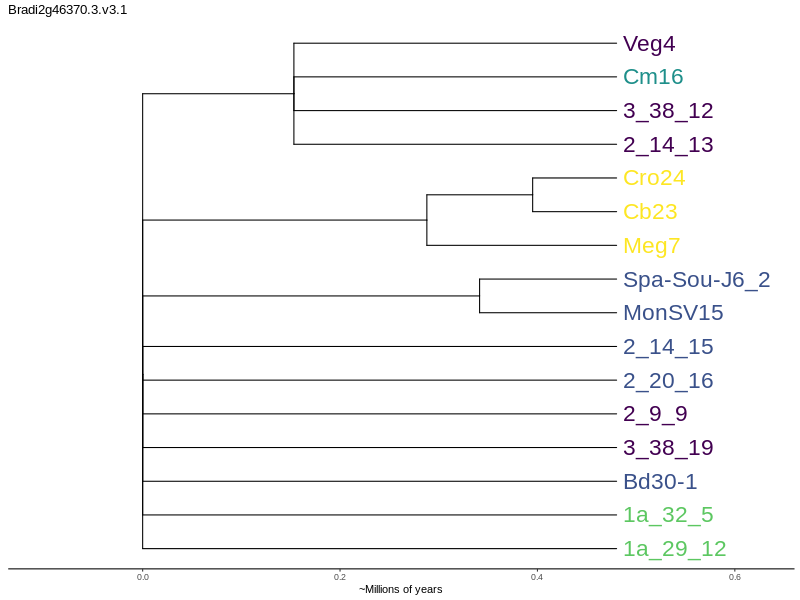 Bradi2g46370.3.v3.1
Veg4
Cm16
3_38_12
2_14_13
Cro24
Cb23
Meg7
Spa-Sou-J6_2
MonSV15
2_14_15
2_20_16
2_9_9
3_38_19
Bd30-1
1a_32_5
1a_29_12
0.0 0.2 0.4 0.6
~Millions of years